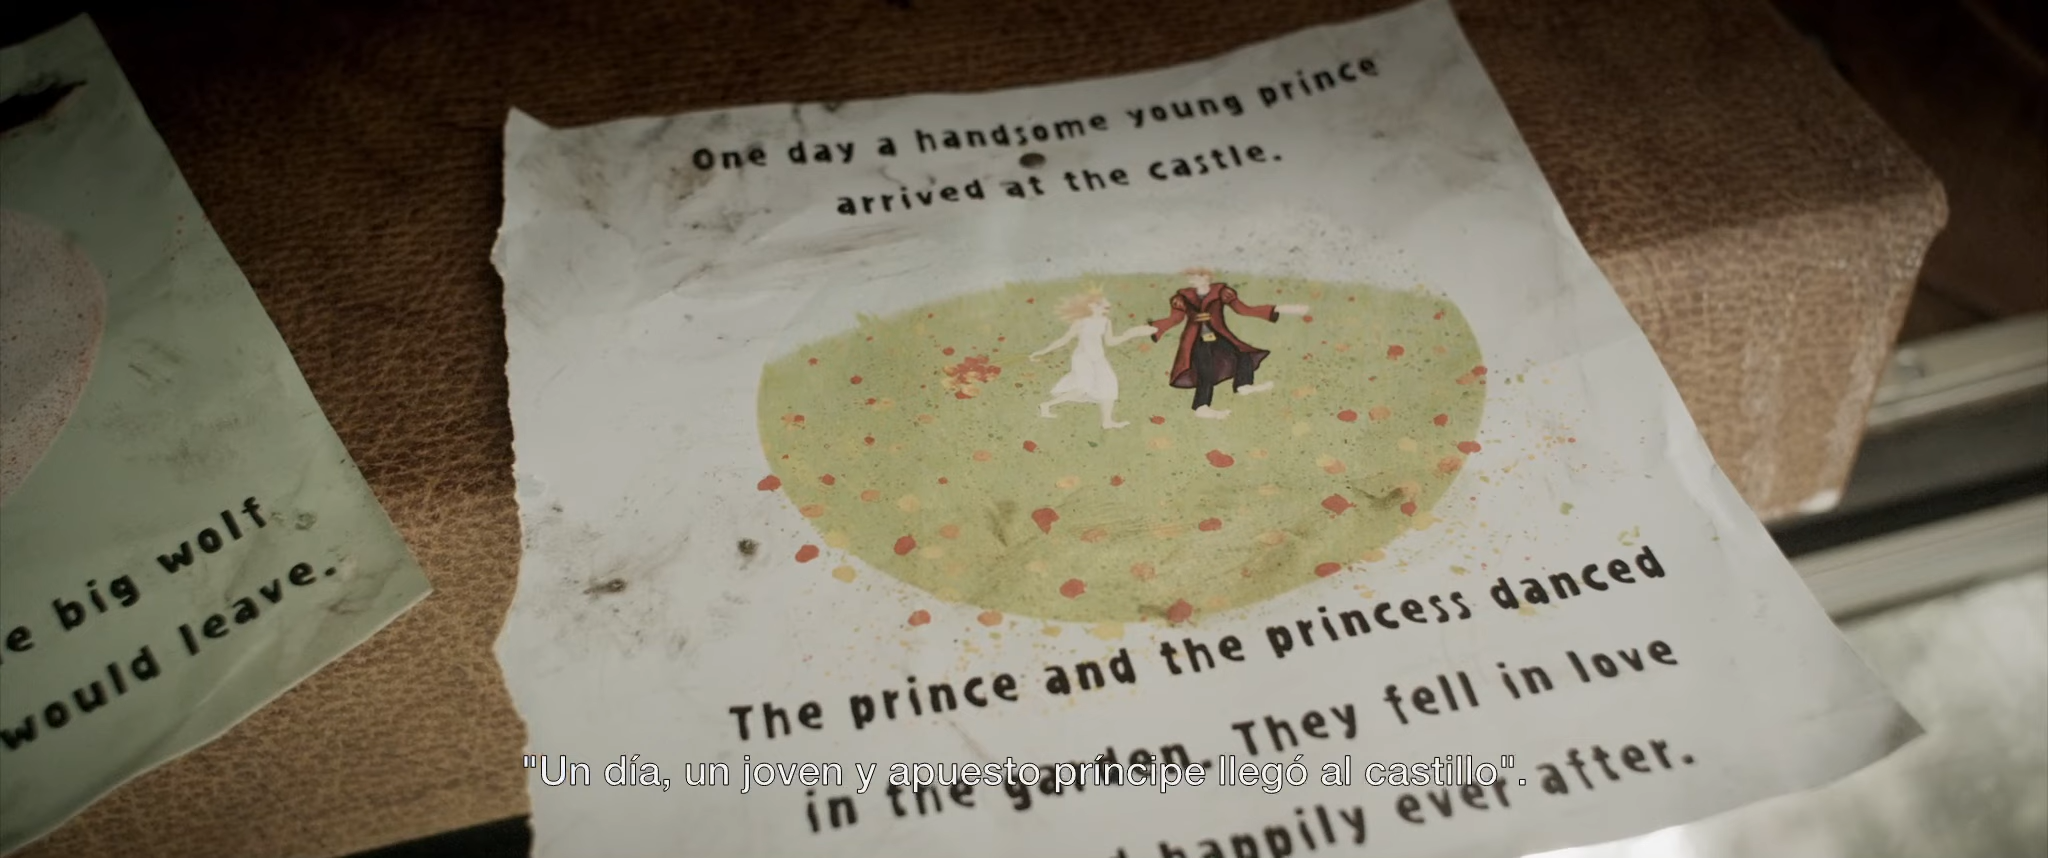 One day a handsome young prince
arrived at the castle.
The prince and the princess danced
in the garden. They fell in love
happily ever after.
big wolf
would leave.
"Un día, un joven y apuesto príncipe llegó al castillo".